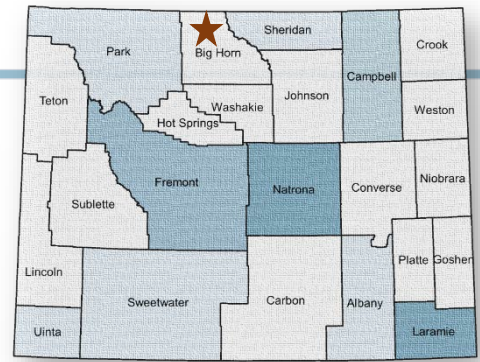 Sheridan
Park
Big Horn
Crook
Campbell
Teton
Johnson
Washakie
Weston
Hot Springs
Fremont
Natrona
Converse
Niobrara
Sublette
Platte
Goshen
Lincoln
Sweetwater
Carbon
Albany
Uinta
Laramie